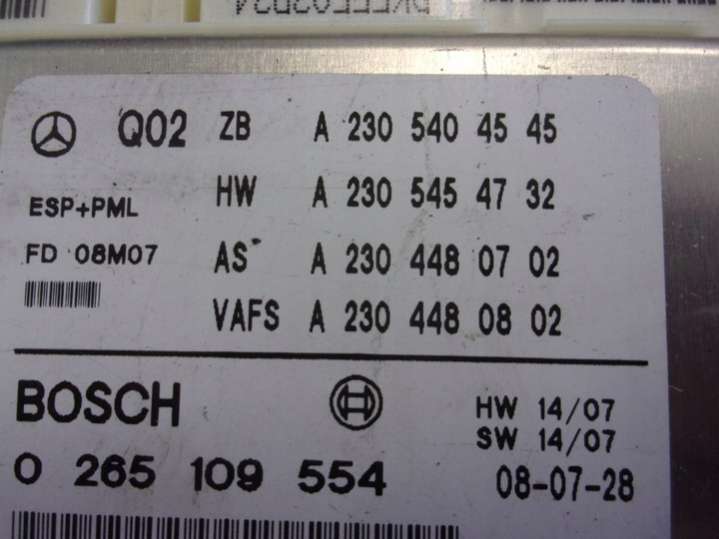 Q02 ZB A 230 540 45 45
ESP+PML HW A 230 545 47 32
FD 08M07 AS A 230 448 07 02
VAFS A 230 448 08 02
BOSCH HW 14/07
SW 14/07
0 265 109 554 08-07-28